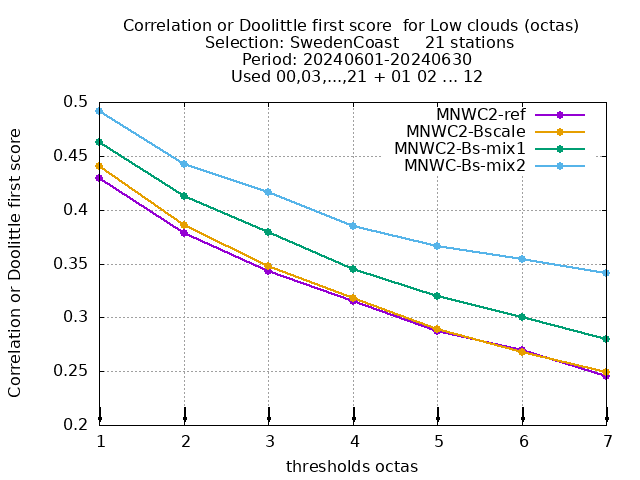 Correlation or Doolittle first score  for Low clouds (octas)
Selection: SwedenCoast     21 stations
Period: 20240601-20240630
Used 00,03,...,21 + 01 02 ... 12
MNWC2-ref
MNWC2-Bscale
MNWC2-Bs-mix1
MNWC-Bs-mix2
Correlation or Doolittle first score
0.5
0.45
0.4
0.35
0.3
0.25
0.2
1 2 3 4 5 6 7
thresholds octas